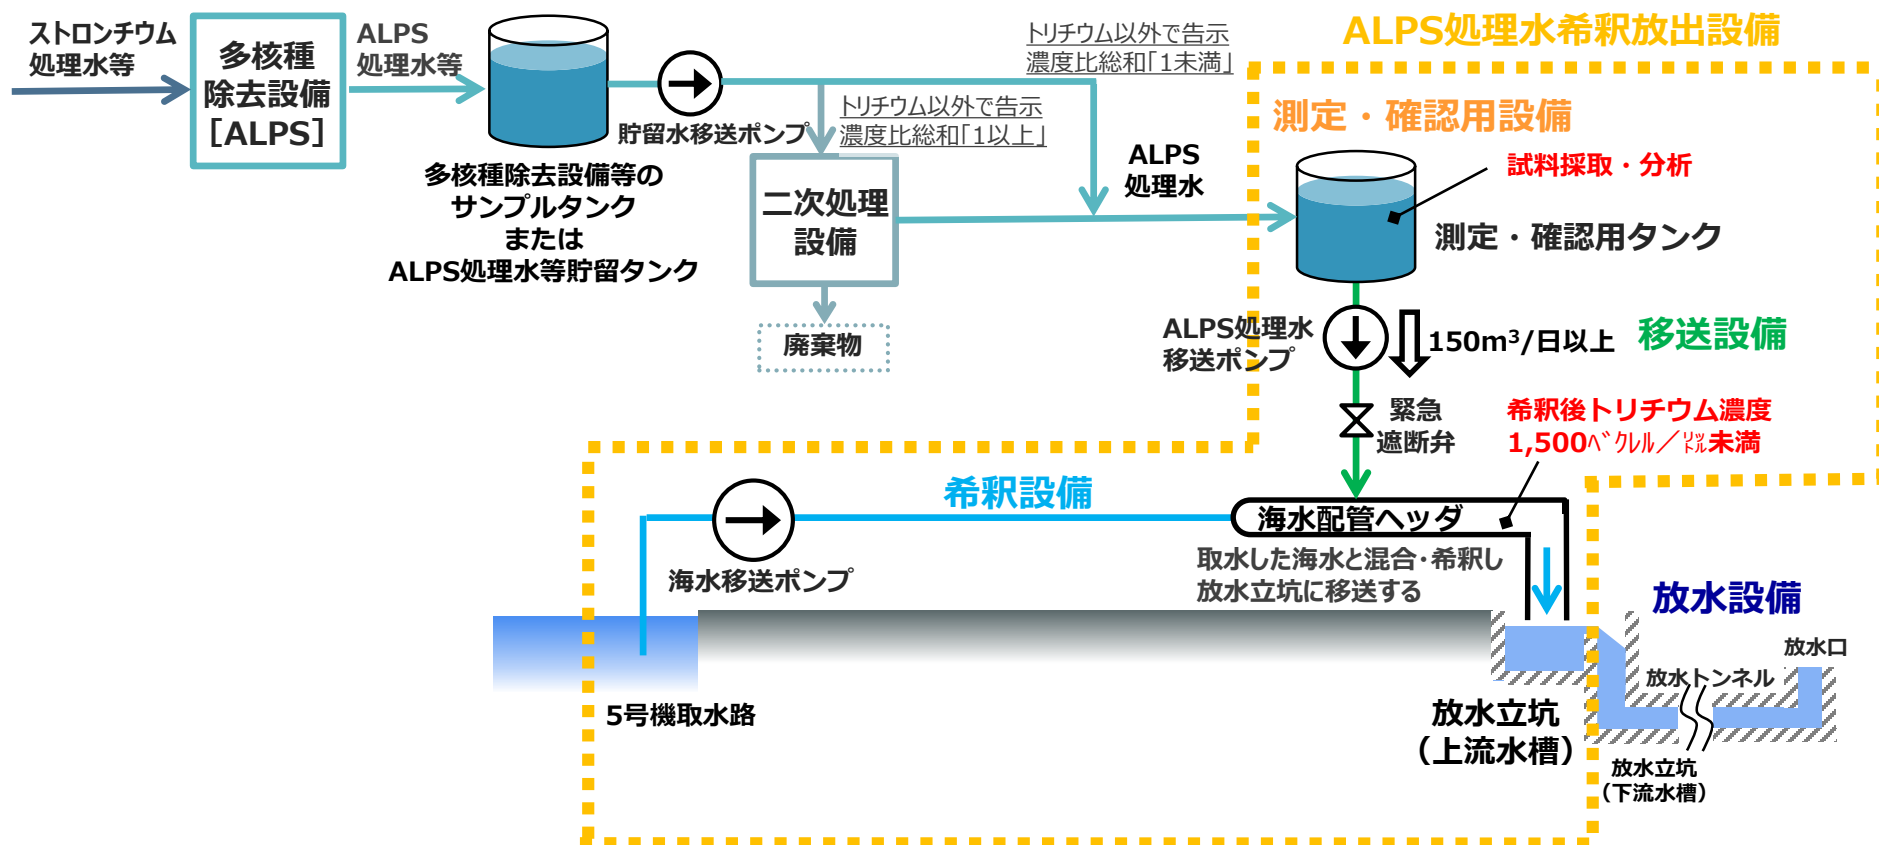 ストロンチウム
処理水等
多核種
除去設備
[ALPS]
ALPS
処理水等
多核種除去設備等の
サンプルタンク
または
ALPS処理水等貯留タンク
貯留水移送ポンプ
トリチウム以外で告示
濃度比総和「1未満」
トリチウム以外で告示
濃度比総和「1以上」
二次処理
設備
廃棄物
ALPS
処理水
ALPS処理水希釈放出設備
測定・確認用設備
試料採取・分析
測定・確認用タンク
ALPS処理水
移送ポンプ
150m³/日以上
移送設備
緊急
遮断弁
希釈後トリチウム濃度
1,500ﾍﾞｸﾚﾙ／㍑未満
希釈設備
海水移送ポンプ
海水配管ヘッダ
取水した海水と混合・希釈し
放水立坑に移送する
5号機取水路
放水立坑
（上流水槽）
放水設備
放水口
放水トンネル
放水立坑
（下流水槽）